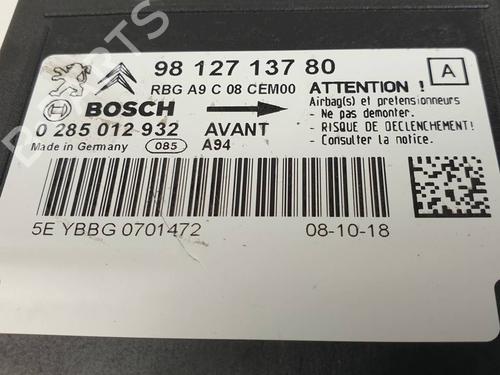 98 127 137 80
A
RBG A9 C 08 CEM00
ATTENTION !
BOSCH
Airbag(s) et pretensionneurs
- Ne pas demonter.
0 285 012 932
AVANT
- RISQUE DE DECLENCHEMENT!
Made in Germany
085
A94
- Consulter la notice.
5E YBBG 0701472
08-10-18